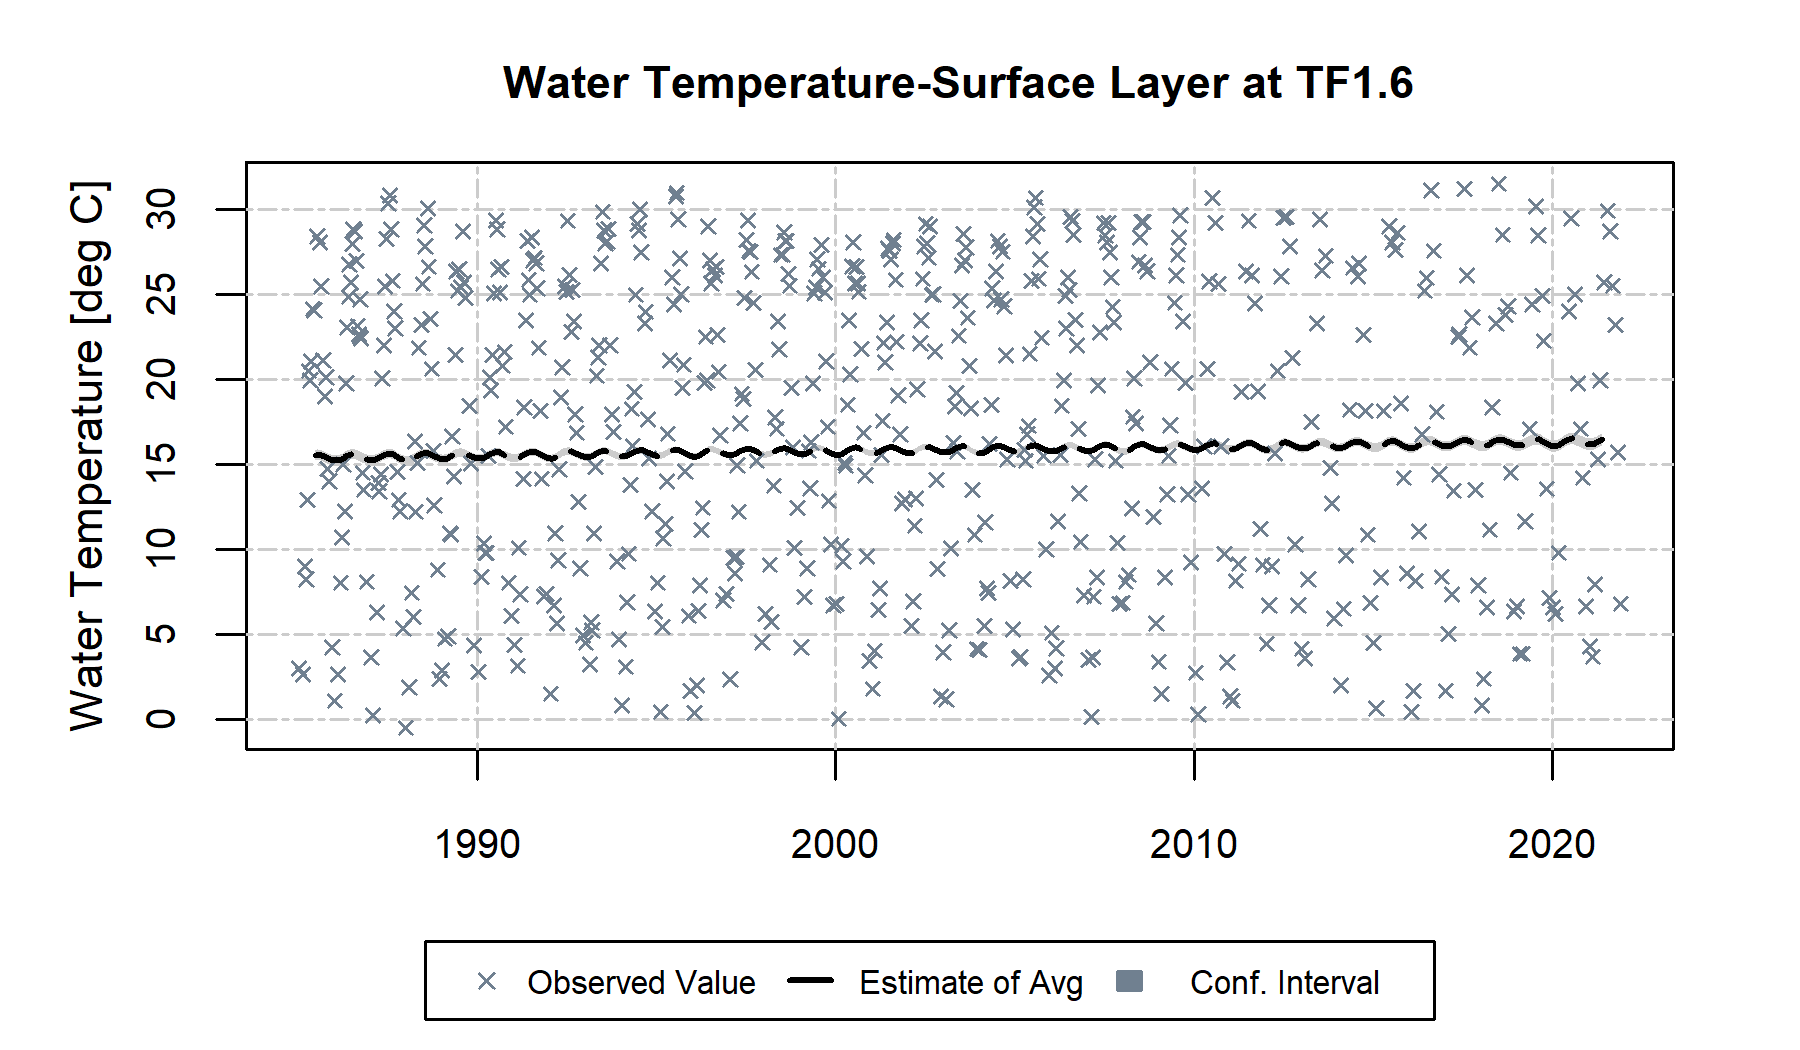 Water Temperature-Surface Layer at TF1.6
Water Temperature [deg C]
30
25
20
15
10
5
0
1990
2000
2010
2020
Observed Value
Estimate of Avg
Conf. Interval